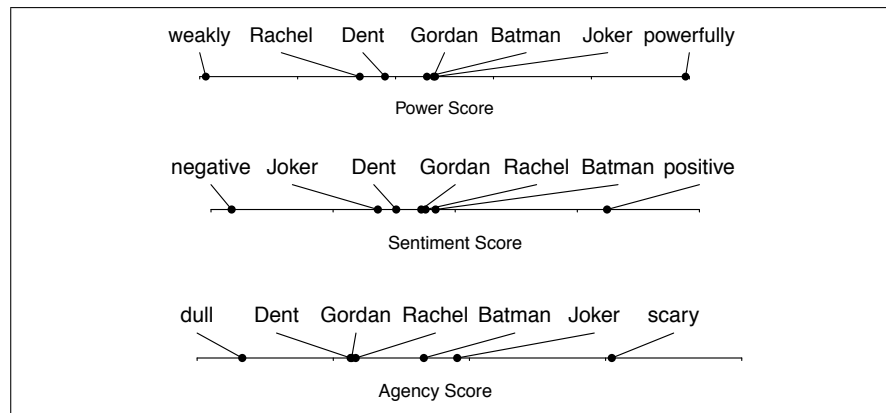 weakly Rachel Dent Gordan Batman Joker powerfully
Power Score
negative Joker Dent Gordan Rachel Batman positive
Sentiment Score
dull Dent Gordan Rachel Batman Joker scary
Agency Score